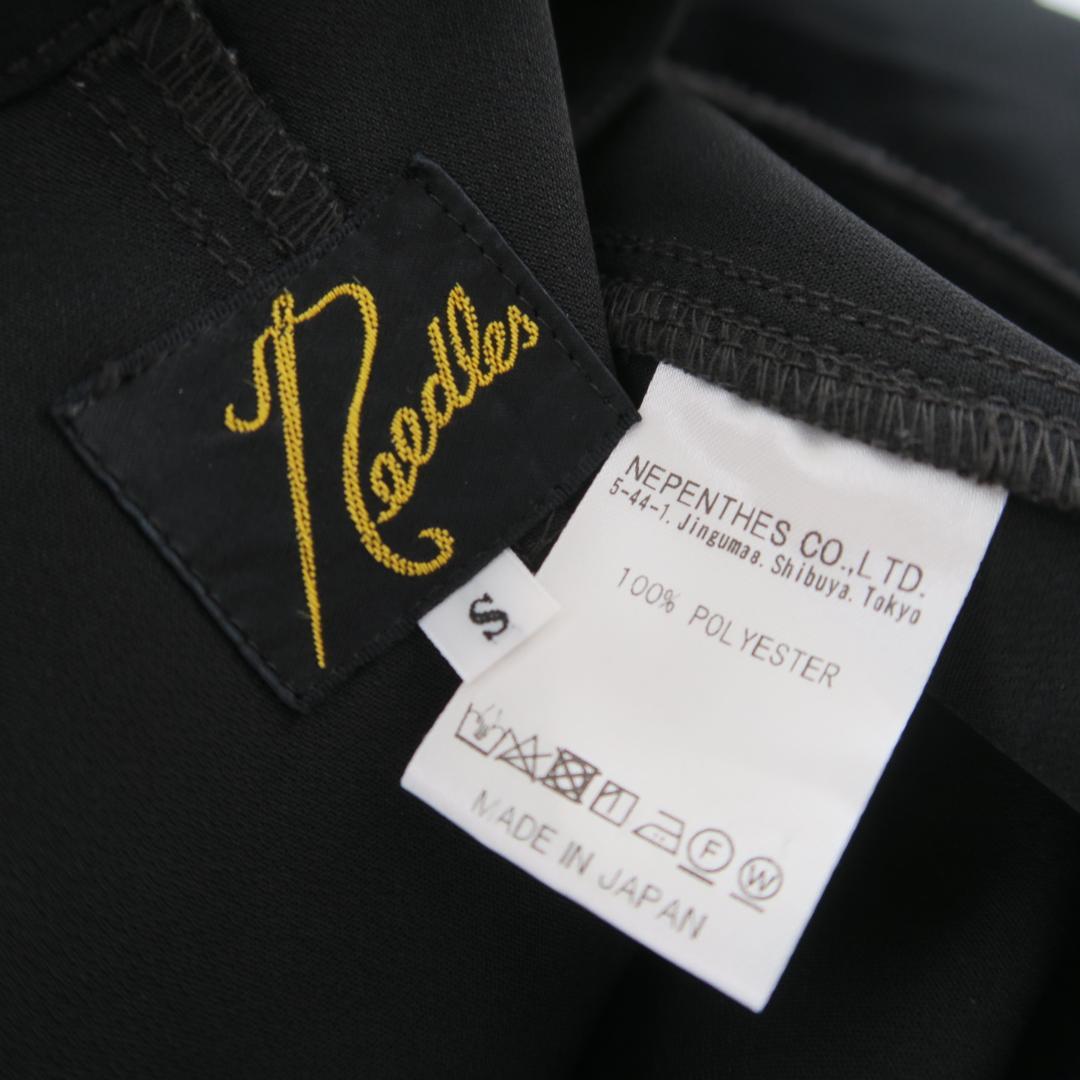 Needles
S
NEPENTHES CO.,LTD.
5-44-1. Jingumae. Shibuya. Tokyo
100% POLYESTER
F W
MADE IN JAPAN